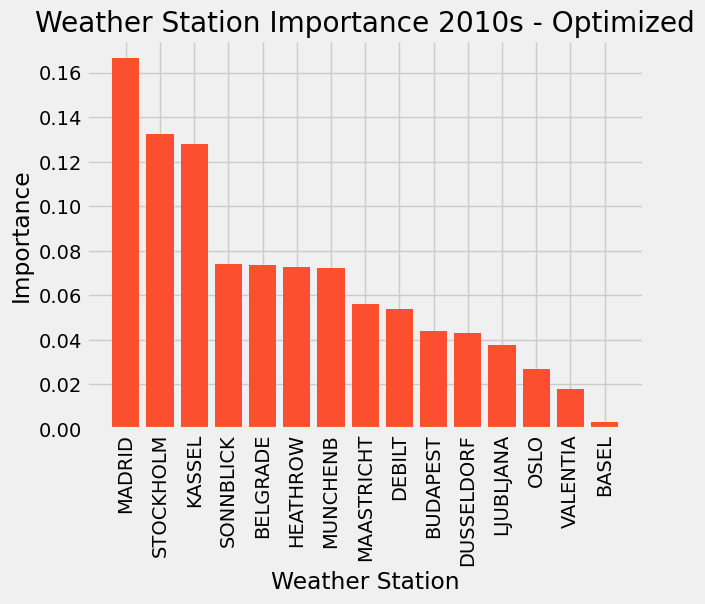 Weather Station Importance 2010s - Optimized
Importance
0.16
0.14
0.12
0.10
0.08
0.06
0.04
0.02
0.00
MADRID
STOCKHOLM
KASSEL
SONNBLICK
BELGRADE
HEATHROW
MUNCHENB
MAASTRICHT
DEBILT
BUDAPEST
DUSSELDORF
LJUBLJANA
OSLO
VALENTIA
BASEL
Weather Station